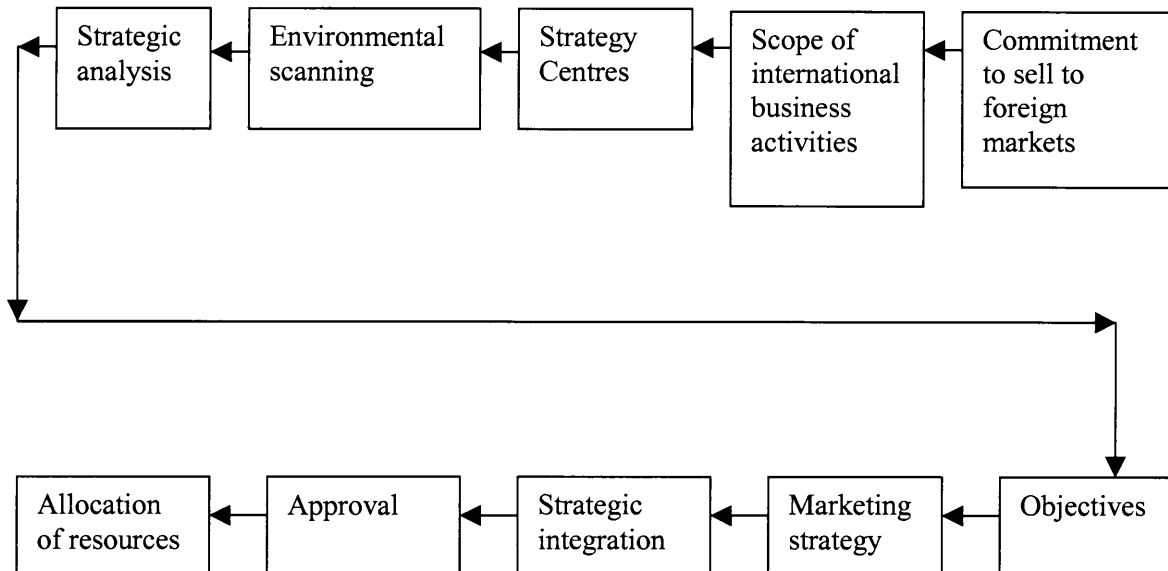 Strategic
analysis
Environmental
scanning
Strategy
Centres
Scope of
international
business
activities
Commitment
to sell to
foreign
markets
Allocation
of resources
Approval
Strategic
integration
Marketing
strategy
Objectives